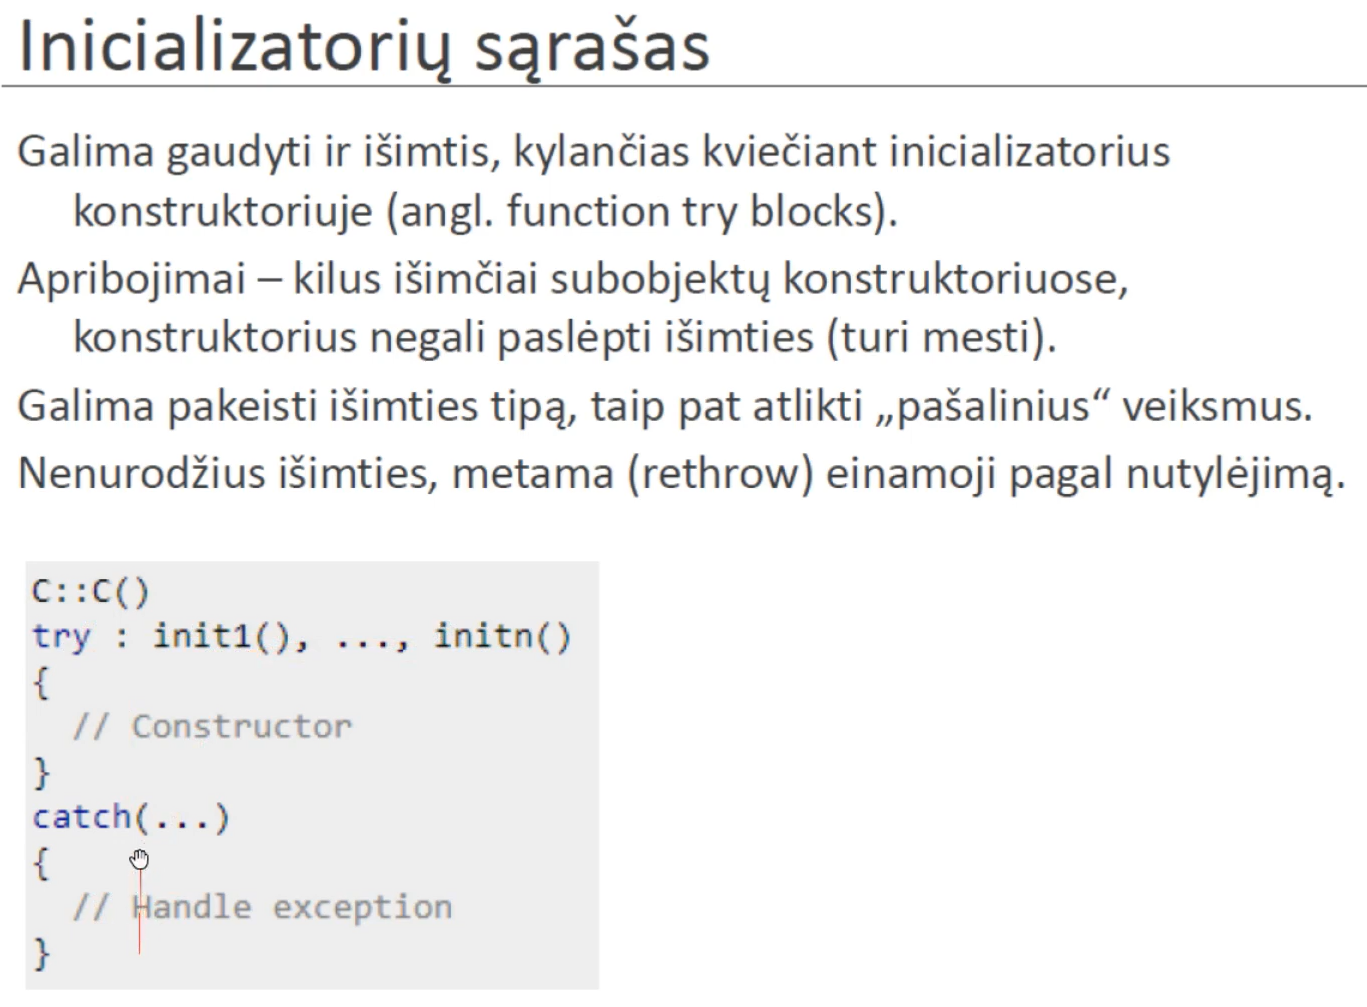 Inicializatorių sąrašas
Galima gaudyti ir išimtis, kylančias kviečiant inicializatorius
konstruktoriuje (angl. function try blocks).
Apribojimai – kilus išimčiai subobjektų konstruktoriuose,
konstruktorius negali paslėpti išimties (turi mesti).
Galima pakeisti išimties tipą, taip pat atlikti „pašalinius“ veiksmus.
Nenurodžius išimties, metama (rethrow) einamoji pagal nutylėjimą.
C::C()
try : init1(), ..., initn()
{
// Constructor
}
catch(...)
{
// Handle exception
}